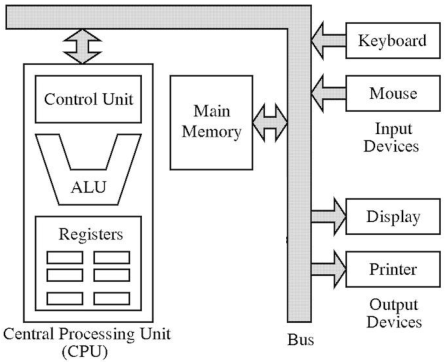 Control Unit
ALU
Registers
Central Processing Unit
(CPU)
Main
Memory
Bus
Keyboard
Mouse
Input
Devices
Display
Printer
Output
Devices